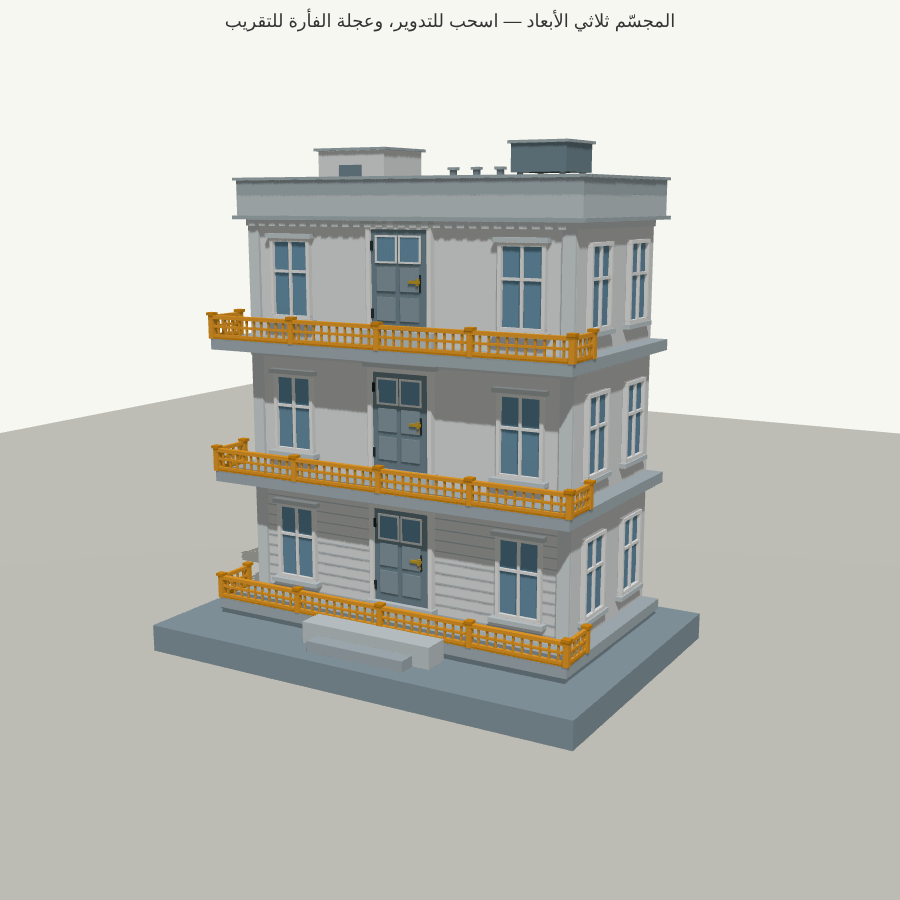 المجسّم ثلاثي الأبعاد — اسحب للتدوير، وعجلة الفأرة للتقريب